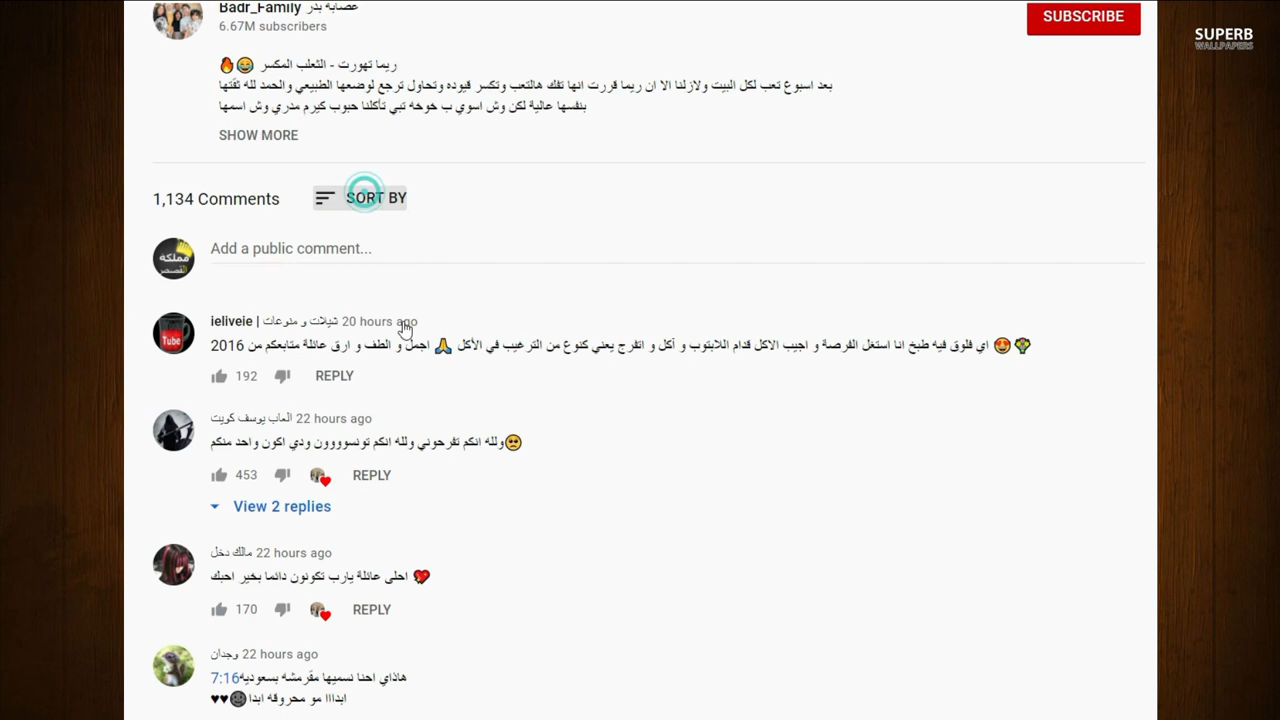 Badr_Family عصابة بدر
6.67M subscribers
SUBSCRIBE
SUPERB
WALLPAPERS
ريما تهورت - الثعلب المكسر 😂🔥
بعد اسبوع تعب لكل البيت ولازلنا الا ان ريما قررت انها تفك هالتعب وتكسر قيوده وتحاول ترجع لوضعها الطبيعي والحمد لله ثقتها
بنفسها عالية لكن وش اسوي ب خوخه تبي تأكلنا حبوب كيرم مدري وش اسمها
SHOW MORE
1,134 Comments SORT BY
مملكة
القصص
Add a public comment...
ieliveie | شيلات و منوعات 20 hours ago
Tube
اي فلوق فيه طبخ انا استغل الفرصة و اجيب الاكل قدام اللابتوب و آكل و اتفرج يعني كنوع من الترغيب في الأكل 🙏 اجمل و الطف و ارق عائلة متابعكم من 2016 😍💐
192 REPLY
العاب يوسف كويت 22 hours ago
ولله انكم تفرحوني ولله انكم تونسوووون ودي اكون واحد منكم🥺
453 REPLY
View 2 replies
مالك دخل 22 hours ago
احلى عائلة يارب تكونون دائما بخير احبك 💖
170 REPLY
وجدان 22 hours ago
7:16هاذاي احنا نسميها مقرمشه بسعوديه
ابدااا مو محروقه ابدا🌚♥♥